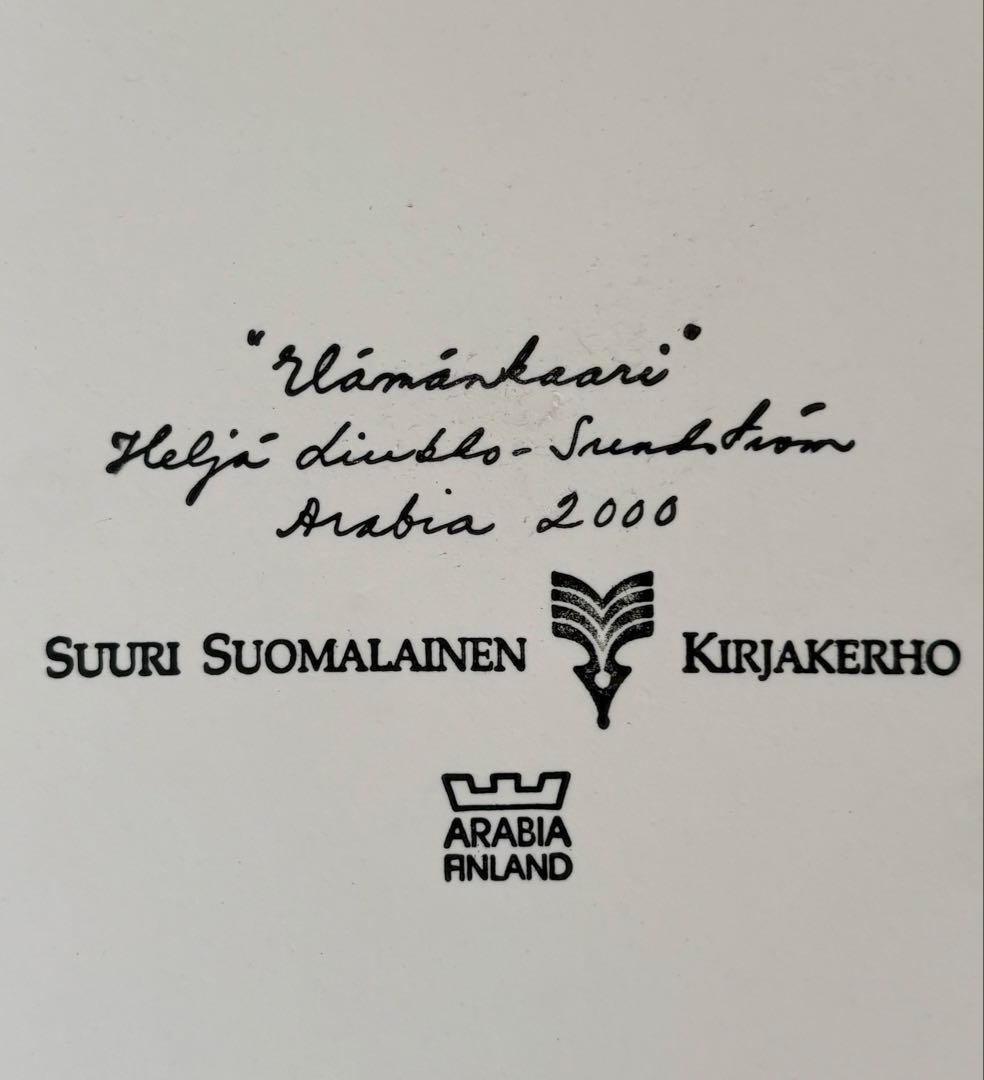 "Elämänkaari"
Heljä Liukko-Sundström
Arabia 2000
SUURI SUOMALAINEN KIRJAKERHO
ARABIA
FINLAND